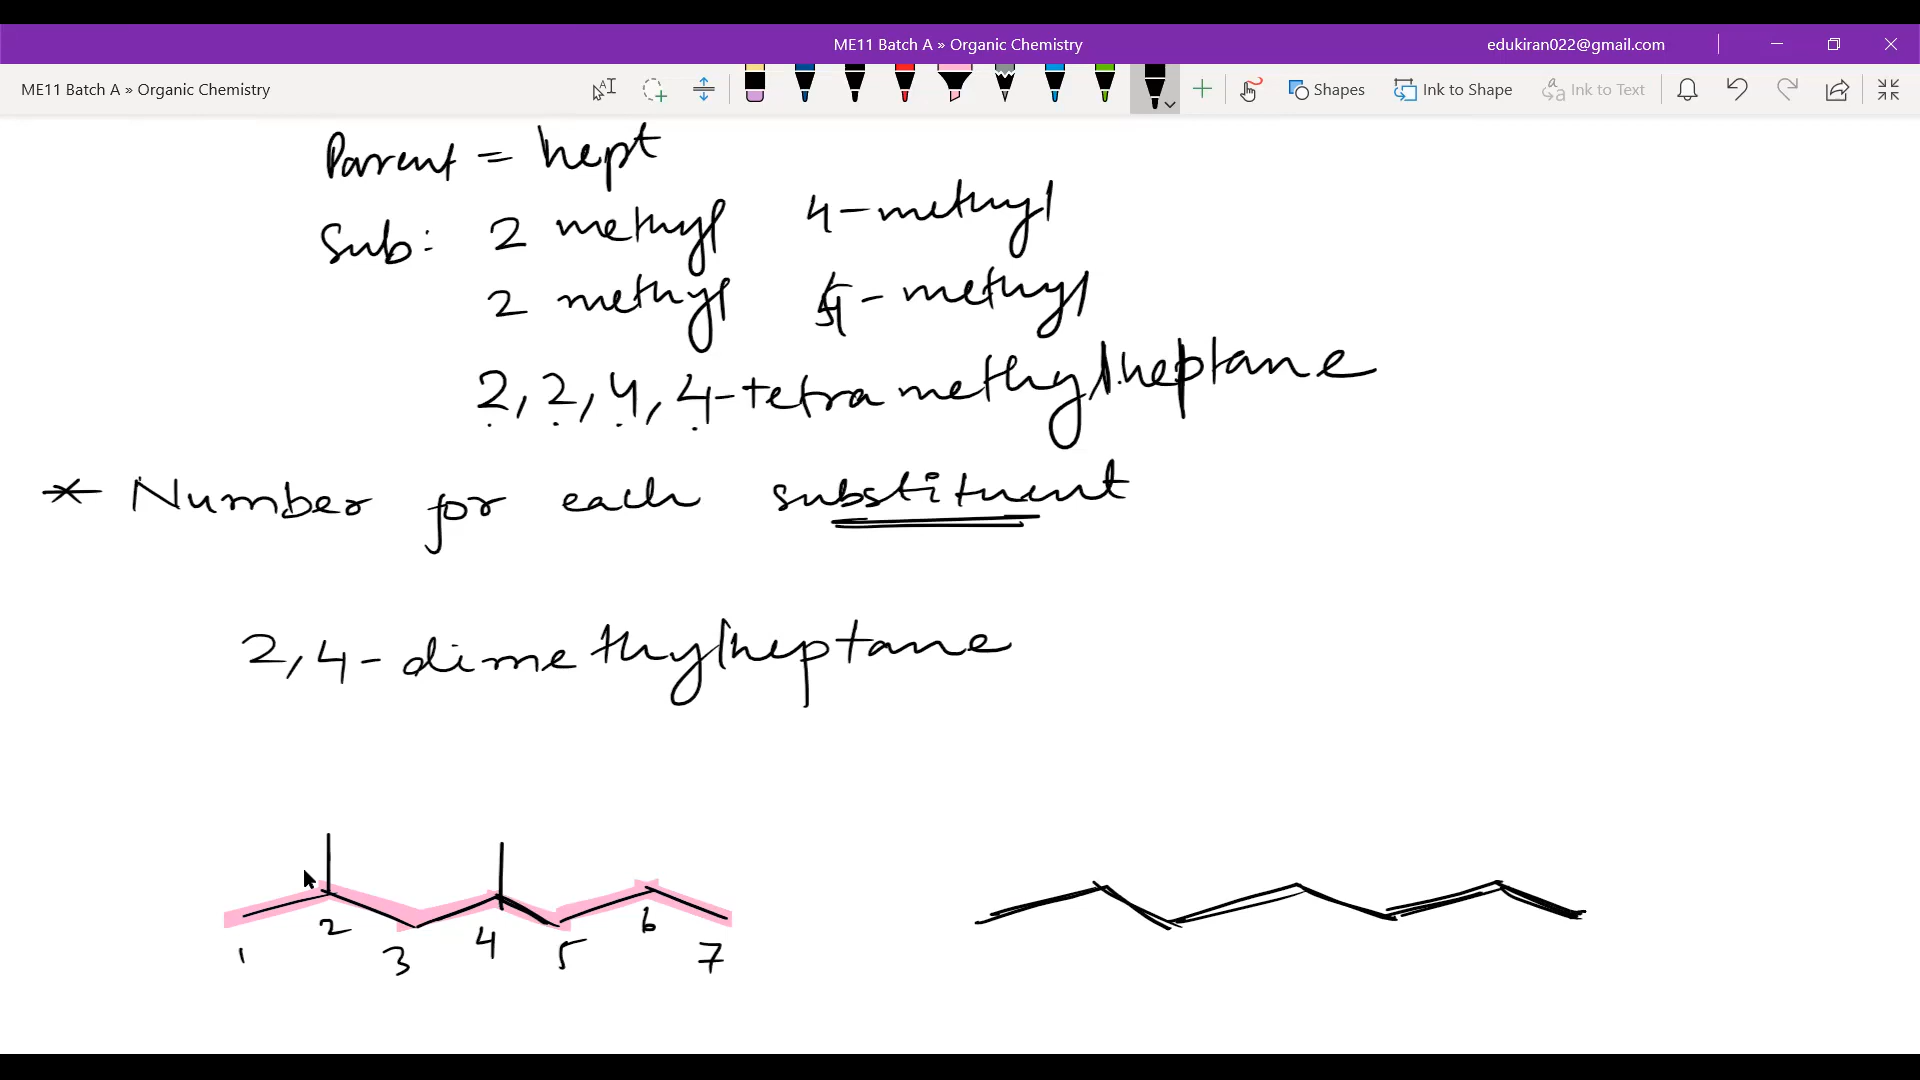 ME11 Batch A » Organic Chemistry
edukiran022@gmail.com
ME11 Batch A » Organic Chemistry
Shapes
Ink to Shape
Ink to Text
Parent = hept
Sub: 2 methyl 4-methyl
2 methyl 4-methyl
2,2,4,4-tetramethylheptane
* Number for each substituent
2,4-dimethylheptane
1 2 3 4 5 6 7